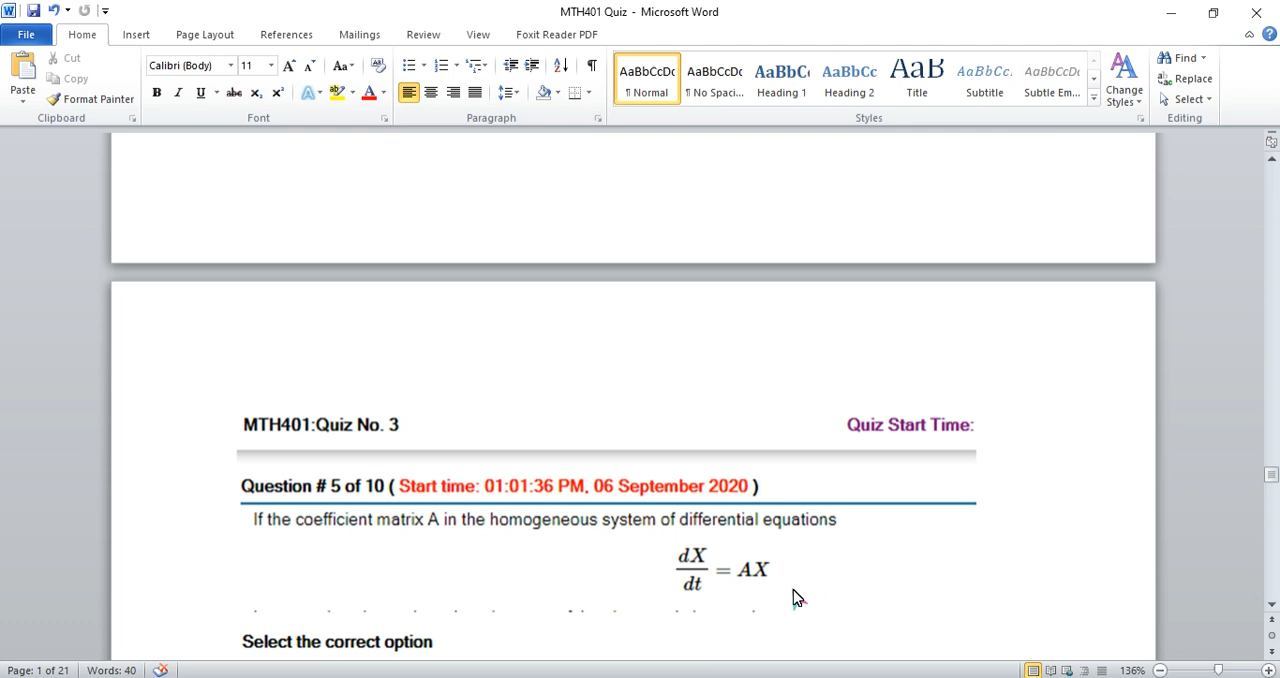 MTH401 Quiz - Microsoft Word
File Home Insert Page Layout References Mailings Review View Foxit Reader PDF
Paste
Cut
Copy
Format Painter
Clipboard
Calibri (Body) 11
Font
Paragraph
AaBbCcDc AaBbCcDc AaBbCc AaBbCc AaB AaBbCc. AaBbCcDt
¶ Normal ¶ No Spaci... Heading 1 Heading 2 Title Subtitle Subtle Em...
Change Styles
Styles
Find
Replace
Select
Editing
MTH401:Quiz No. 3 Quiz Start Time:
Question # 5 of 10 ( Start time: 01:01:36 PM, 06 September 2020 )
If the coefficient matrix A in the homogeneous system of differential equations
dX/dt = AX
Select the correct option
Page: 1 of 21 Words: 40 136%